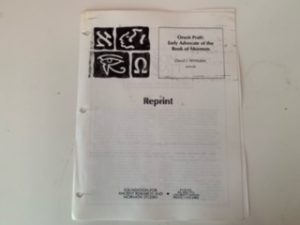 Orson Pratt:
Early Advocate of the
Book of Mormon
David J. Whittaker
Reprint
FOUNDATION FOR
ANCIENT RESEARCH AND
MORMON STUDIES